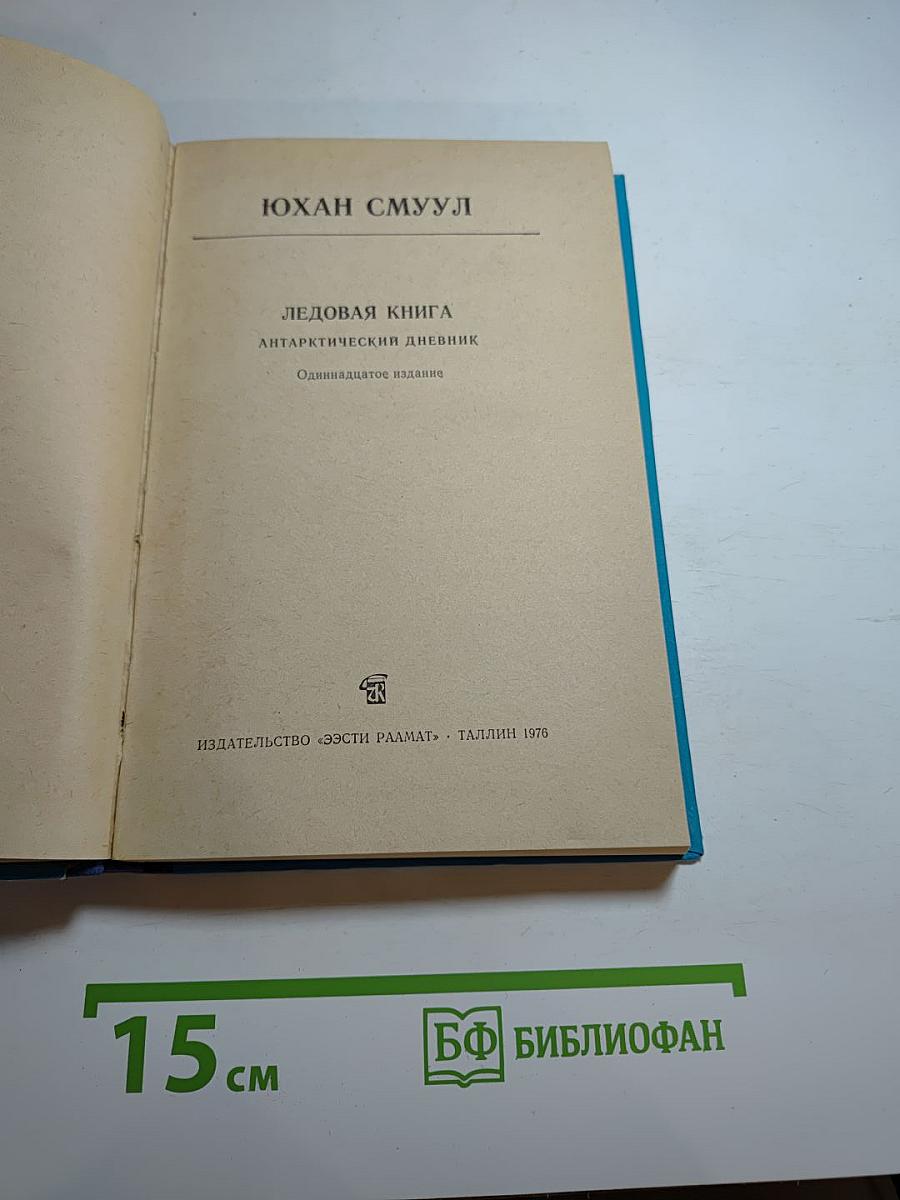 ЮХАН СМУУЛ
ЛЕДОВАЯ КНИГА
АНТАРКТИЧЕСКИЙ ДНЕВНИК
Одиннадцатое издание
ИЗДАТЕЛЬСТВО «ЭЭСТИ РААМАТ» · ТАЛЛИН 1976
15 см
БФ БИБЛИОФАН